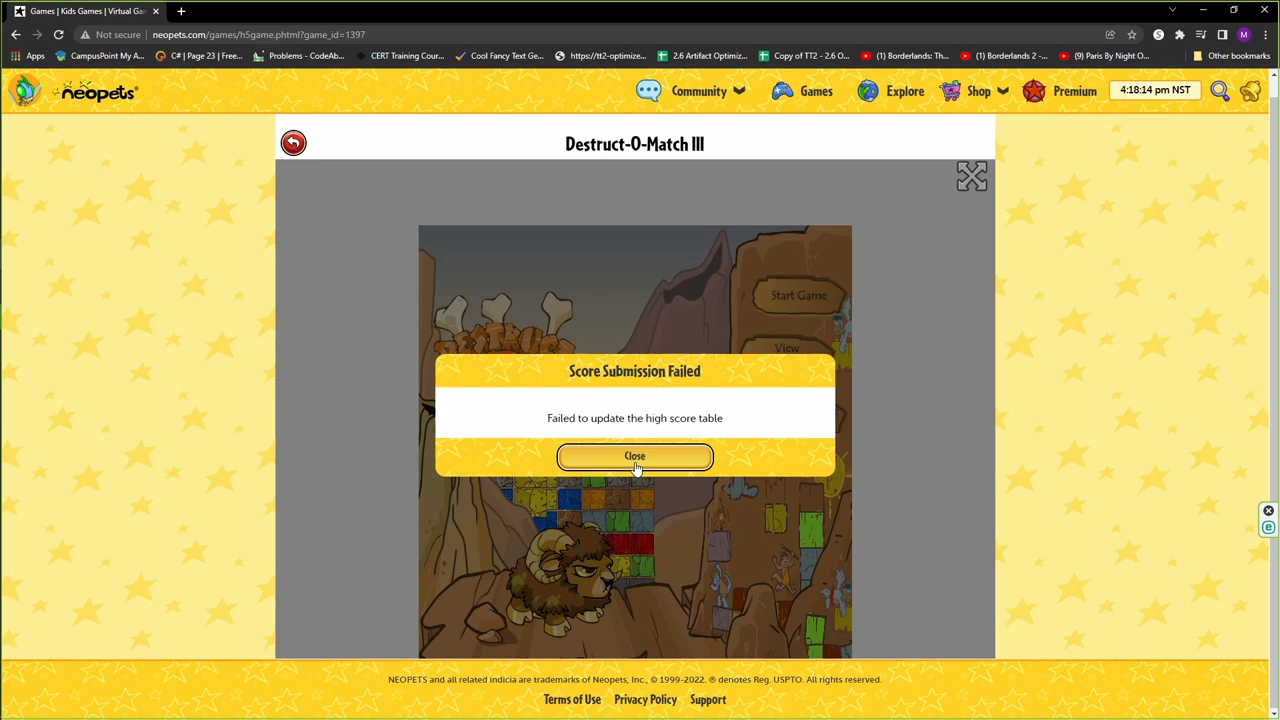 Games | Kids Games | Virtual Gar
Not secure
neopets.com/games/h5game.phtml?game_id=1397
M
Apps
CampusPoint My A...
C# | Page 23 | Free...
Problems - CodeAb...
CERT Training Cour...
Cool Fancy Text Ge...
https://tt2-optimize...
2.6 Artifact Optimiz...
Copy of TT2 - 2.6 O...
(1) Borderlands: Th...
(1) Borderlands 2 -...
(9) Paris By Night O...
Other bookmarks
neopets
Community
Games
Explore
Shop
Premium
4:18:14 pm NST
Destruct-O-Match III
Start Game
View
DESTRUCT
Score Submission Failed
Failed to update the high score table
Close
NEOPETS and all related indicia are trademarks of Neopets, Inc., © 1999-2022. ® denotes Reg. USPTO. All rights reserved.
Terms of Use
Privacy Policy
Support